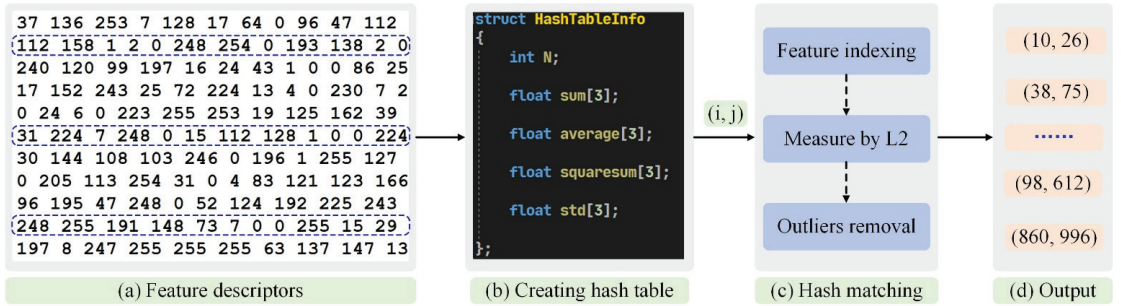 37 136 253 7 128 17 64 0 96 47 112
112 158 1 2 0 248 254 0 193 138 2 0
240 120 99 197 16 24 43 1 0 0 86 25
17 152 243 25 72 224 13 4 0 230 7 2
0 24 6 0 223 255 253 19 125 162 39
31 224 7 248 0 15 112 128 1 0 0 224
30 144 108 103 246 0 196 1 255 127
0 205 113 254 31 0 4 83 121 123 166
96 195 47 248 0 52 124 192 225 243
248 255 191 148 73 7 0 0 255 15 29
197 8 247 255 255 255 63 137 147 13
(a) Feature descriptors
struct HashTableInfo
{
int N;
float sum[3];
float average[3];
float squaresum[3];
float std[3];
};
(b) Creating hash table
(i, j)
Feature indexing
Measure by L2
Outliers removal
(c) Hash matching
(10, 26)
(38, 75)
......
(98, 612)
(860, 996)
(d) Output